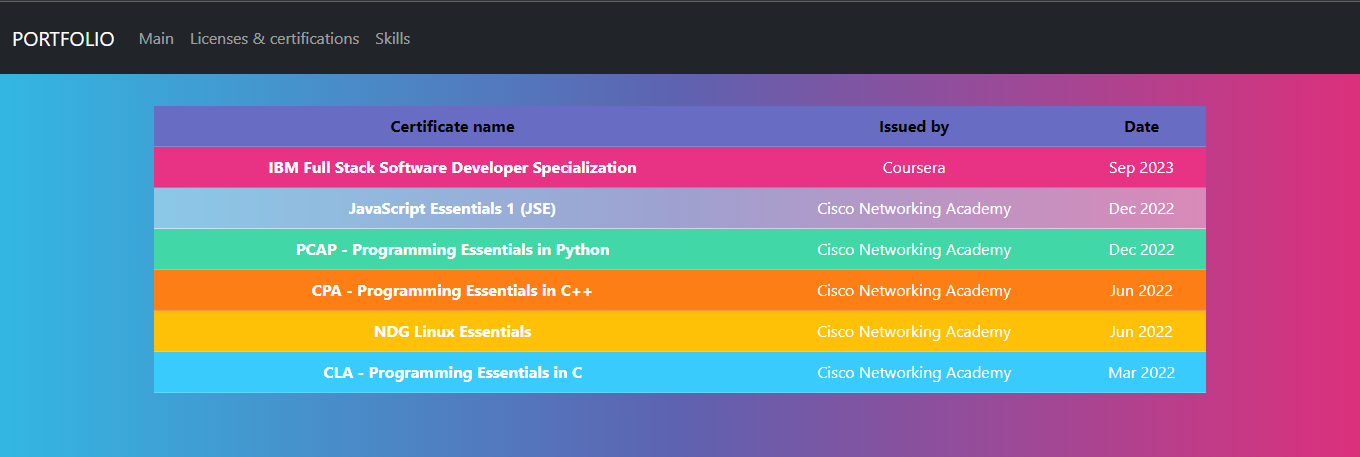 PORTFOLIO Main Licenses & certifications Skills
Certificate name Issued by Date
IBM Full Stack Software Developer Specialization Coursera Sep 2023
JavaScript Essentials 1 (JSE) Cisco Networking Academy Dec 2022
PCAP - Programming Essentials in Python Cisco Networking Academy Dec 2022
CPA - Programming Essentials in C++ Cisco Networking Academy Jun 2022
NDG Linux Essentials Cisco Networking Academy Jun 2022
CLA - Programming Essentials in C Cisco Networking Academy Mar 2022